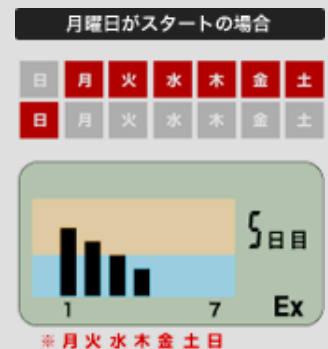 月曜日がスタートの場合
日 月 火 水 木 金 土
日 月 火 水 木 金 土
5日目
1 7 Ex
※ 月 火 水 木 金 土 日